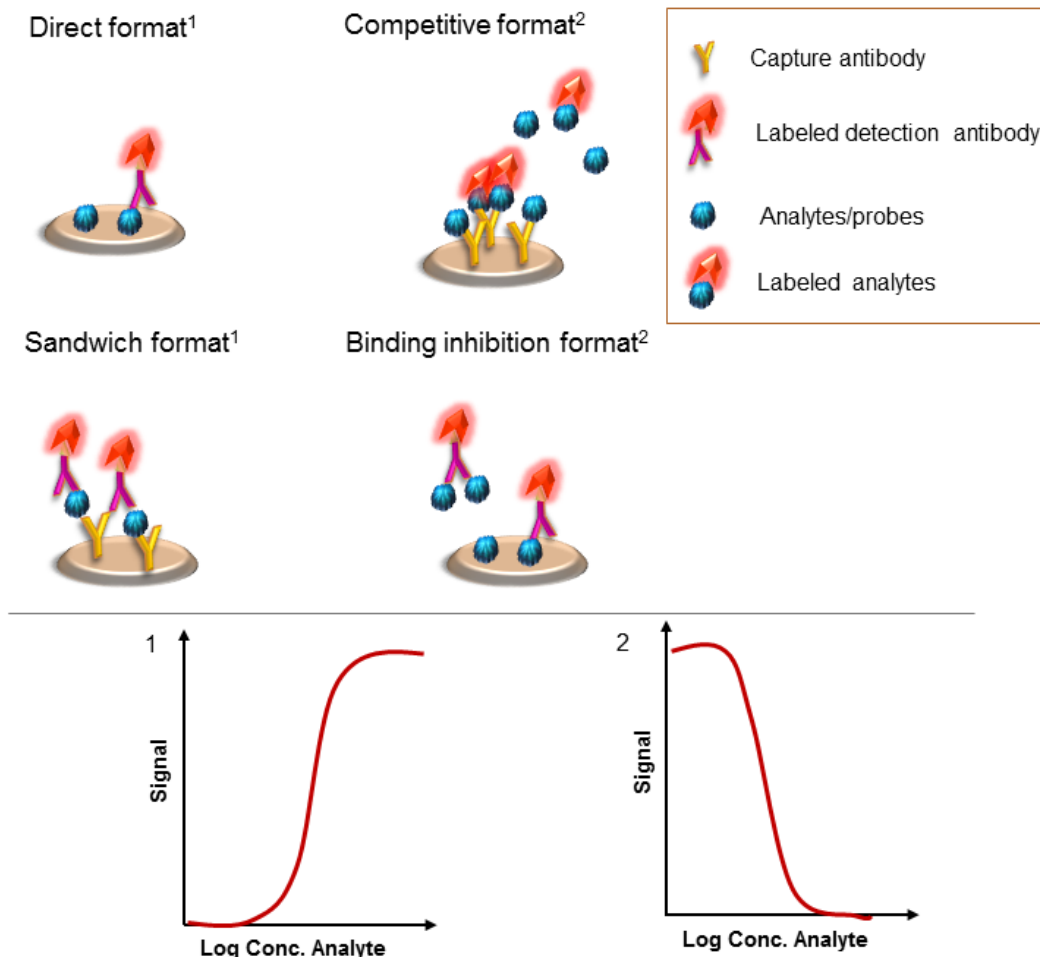 Direct format¹
Competitive format²
Capture antibody
Labeled detection antibody
Analytes/probes
Labeled analytes
Sandwich format¹
Binding inhibition format²
1
Signal
Log Conc. Analyte
2
Signal
Log Conc. Analyte